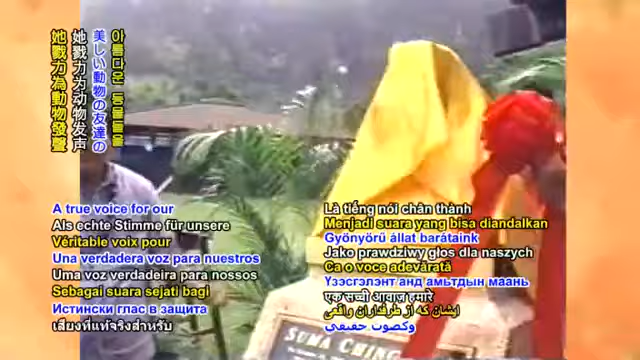 아름다운 동물들을
美しい動物の友達の
她戮力为动物发声
她戮力為動物發聲
A true voice for our
Als echte Stimme für unsere
Véritable voix pour
Una verdadera voz para nuestros
Uma voz verdadeira para nossos
Sebagai suara sejati bagi
Истински глас в защита
เสียงที่แท้จริงสำหรับ
Là tiếng nói chân thành
Menjadi suara yang bisa diandalkan
Gyönyörű állat barátaink
Jako prawdziwy głos dla naszych
Ca o voce adevărată
Үзэсгэлэнт анд амьтдын маань
एक सच्ची आवाज़ हमारे
ایشان که از طرفداران واقعی
وكصوت حقيقي
SUMA CHING